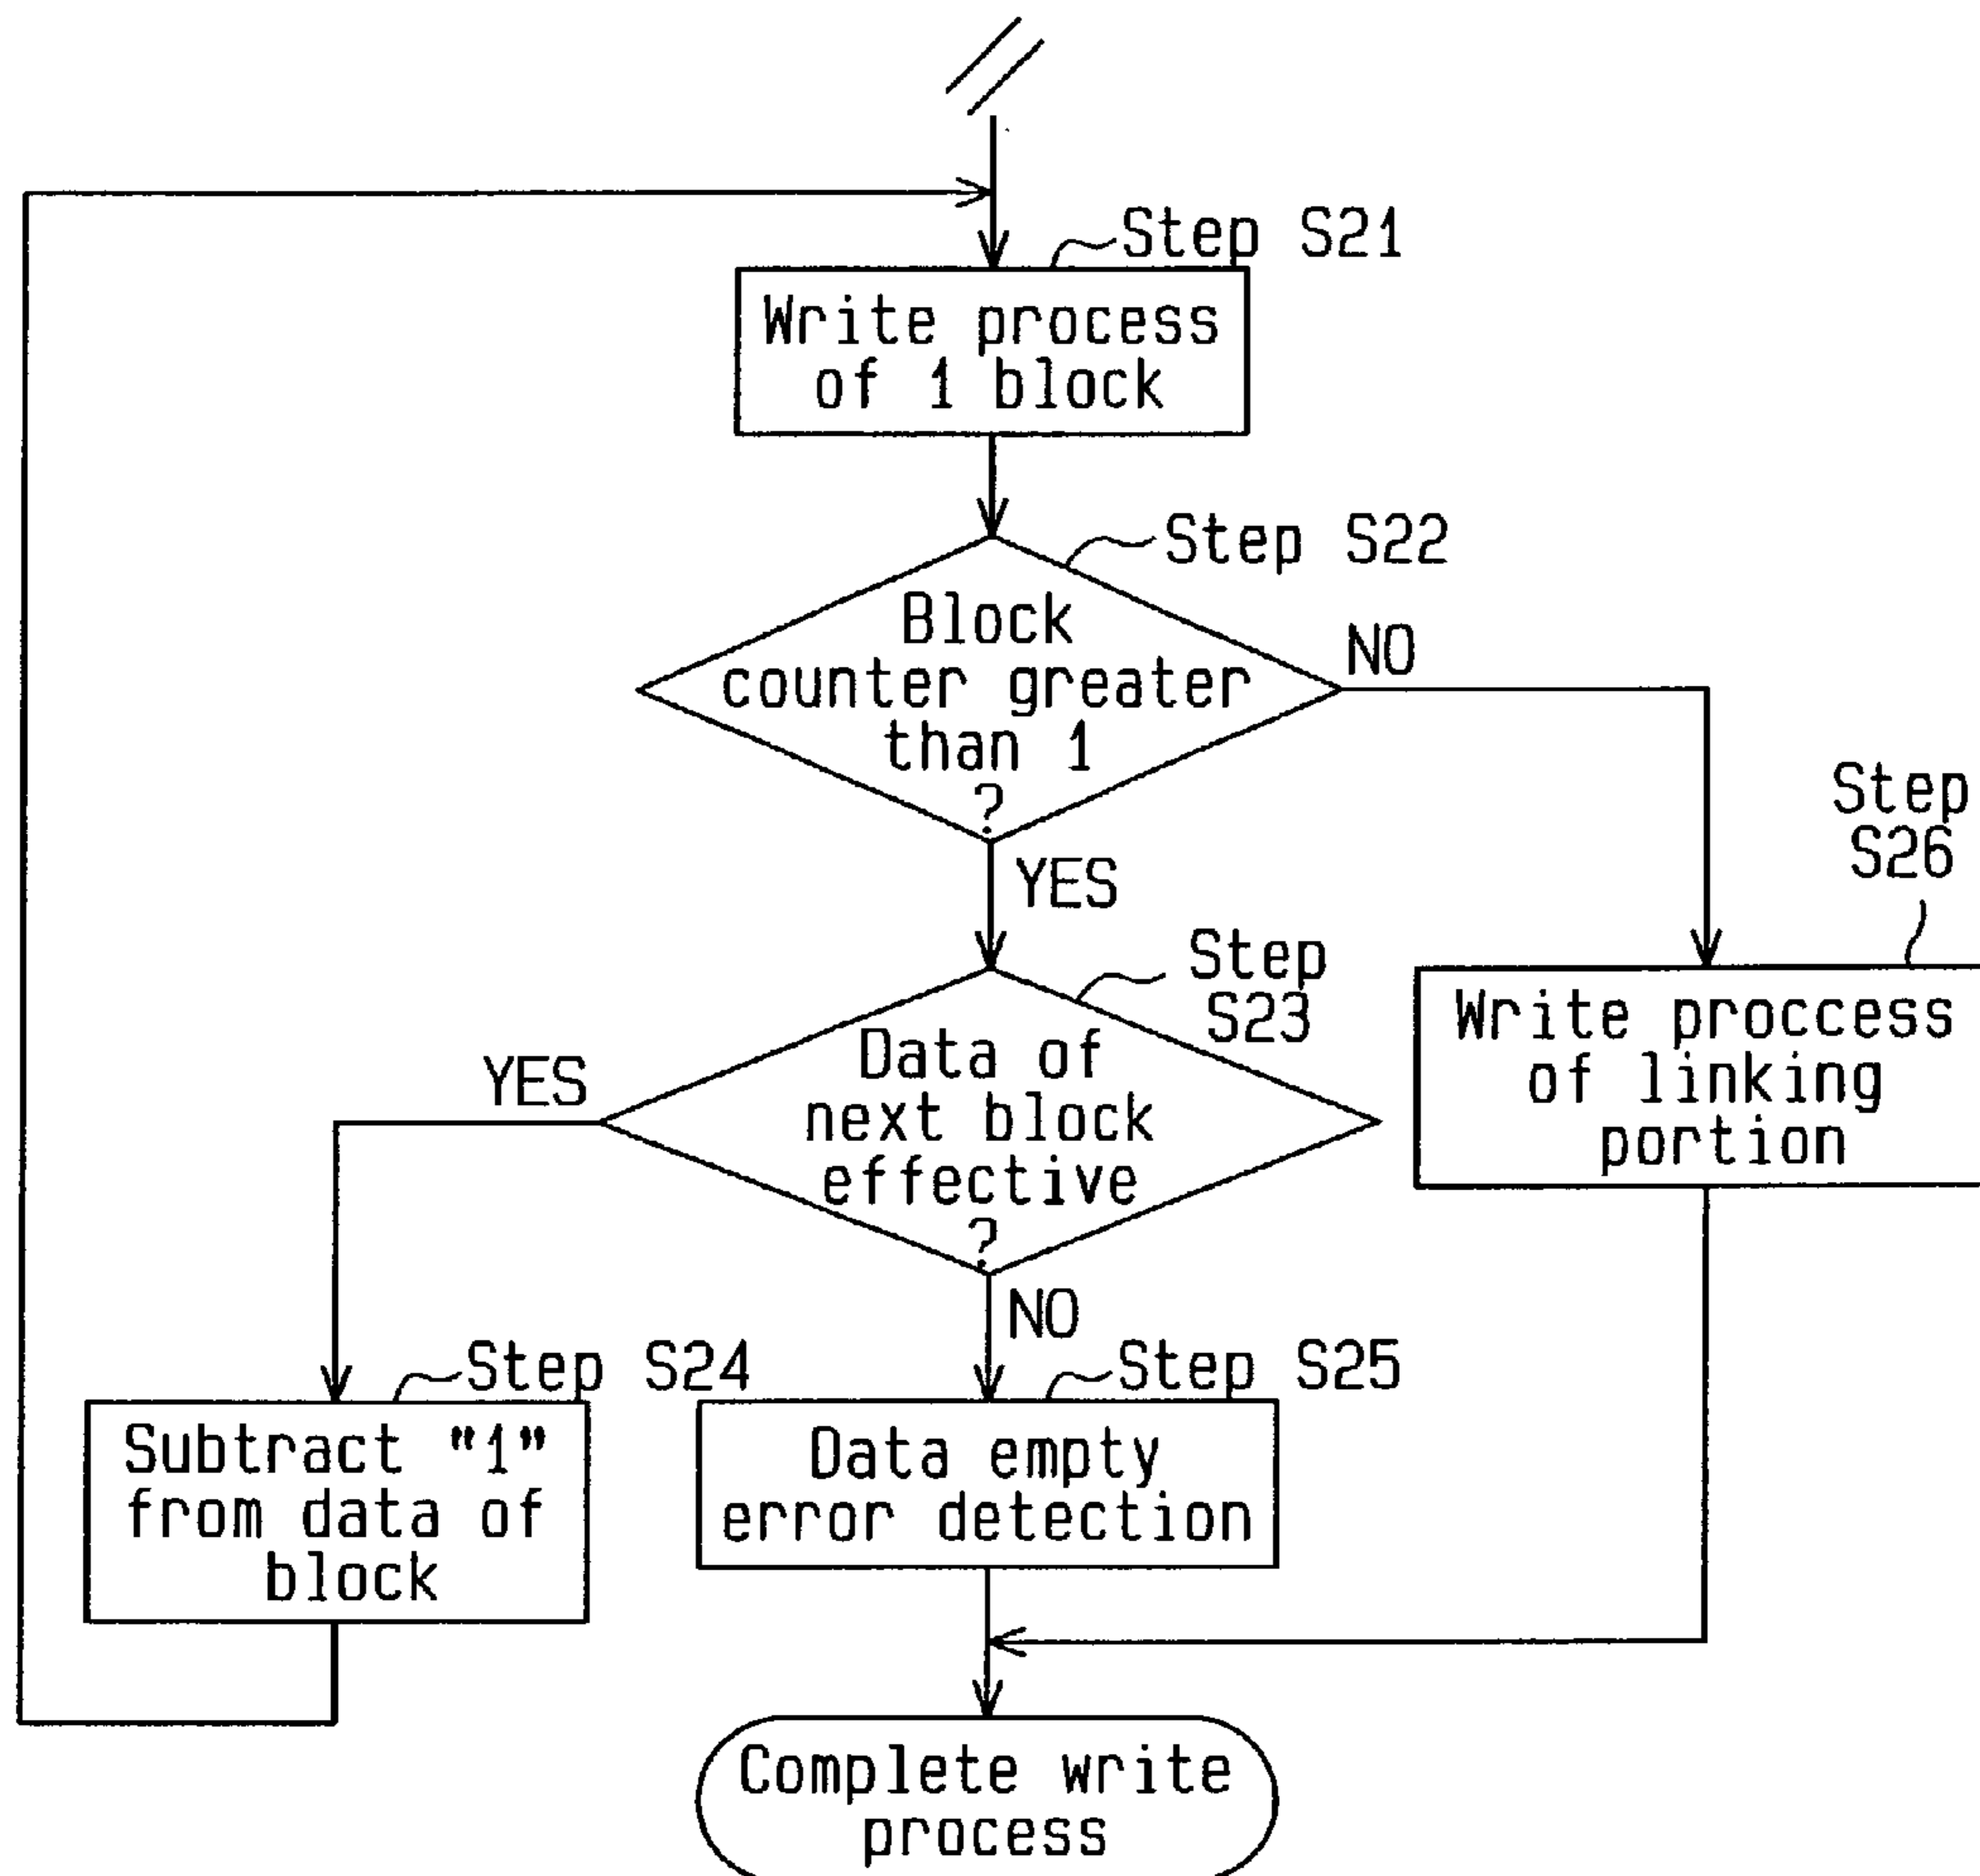 Step S21
Write process
of 1 block
Step S22
Block
counter greater
than 1
?
NO
YES
Step
S26
Write proccess
of linking
portion
Step
S23
Data of
next block
effective
?
YES
NO
Step S24
Subtract "1"
from data of
block
Step S25
Data empty
error detection
Complete write
process